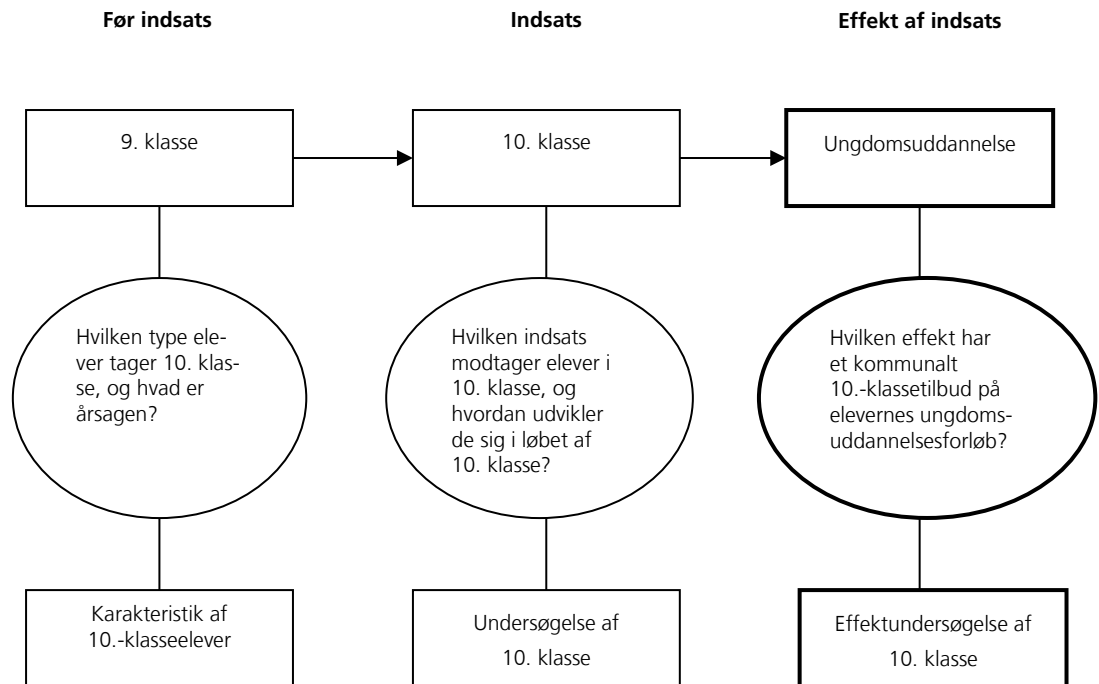 Før indsats
Indsats
Effekt af indsats
9. klasse
10. klasse
Ungdomsuddannelse
Hvilken type ele-
ver tager 10. klas-
se, og hvad er
årsagen?
Hvilken indsats
modtager elever i
10. klasse, og
hvordan udvikler
de sig i løbet af
10. klasse?
Hvilken effekt har
et kommunalt
10.-klassetilbud på
elevernes ungdoms-
uddannelsesforløb?
Karakteristik af
10.-klasseelever
Undersøgelse af
10. klasse
Effektundersøgelse af
10. klasse